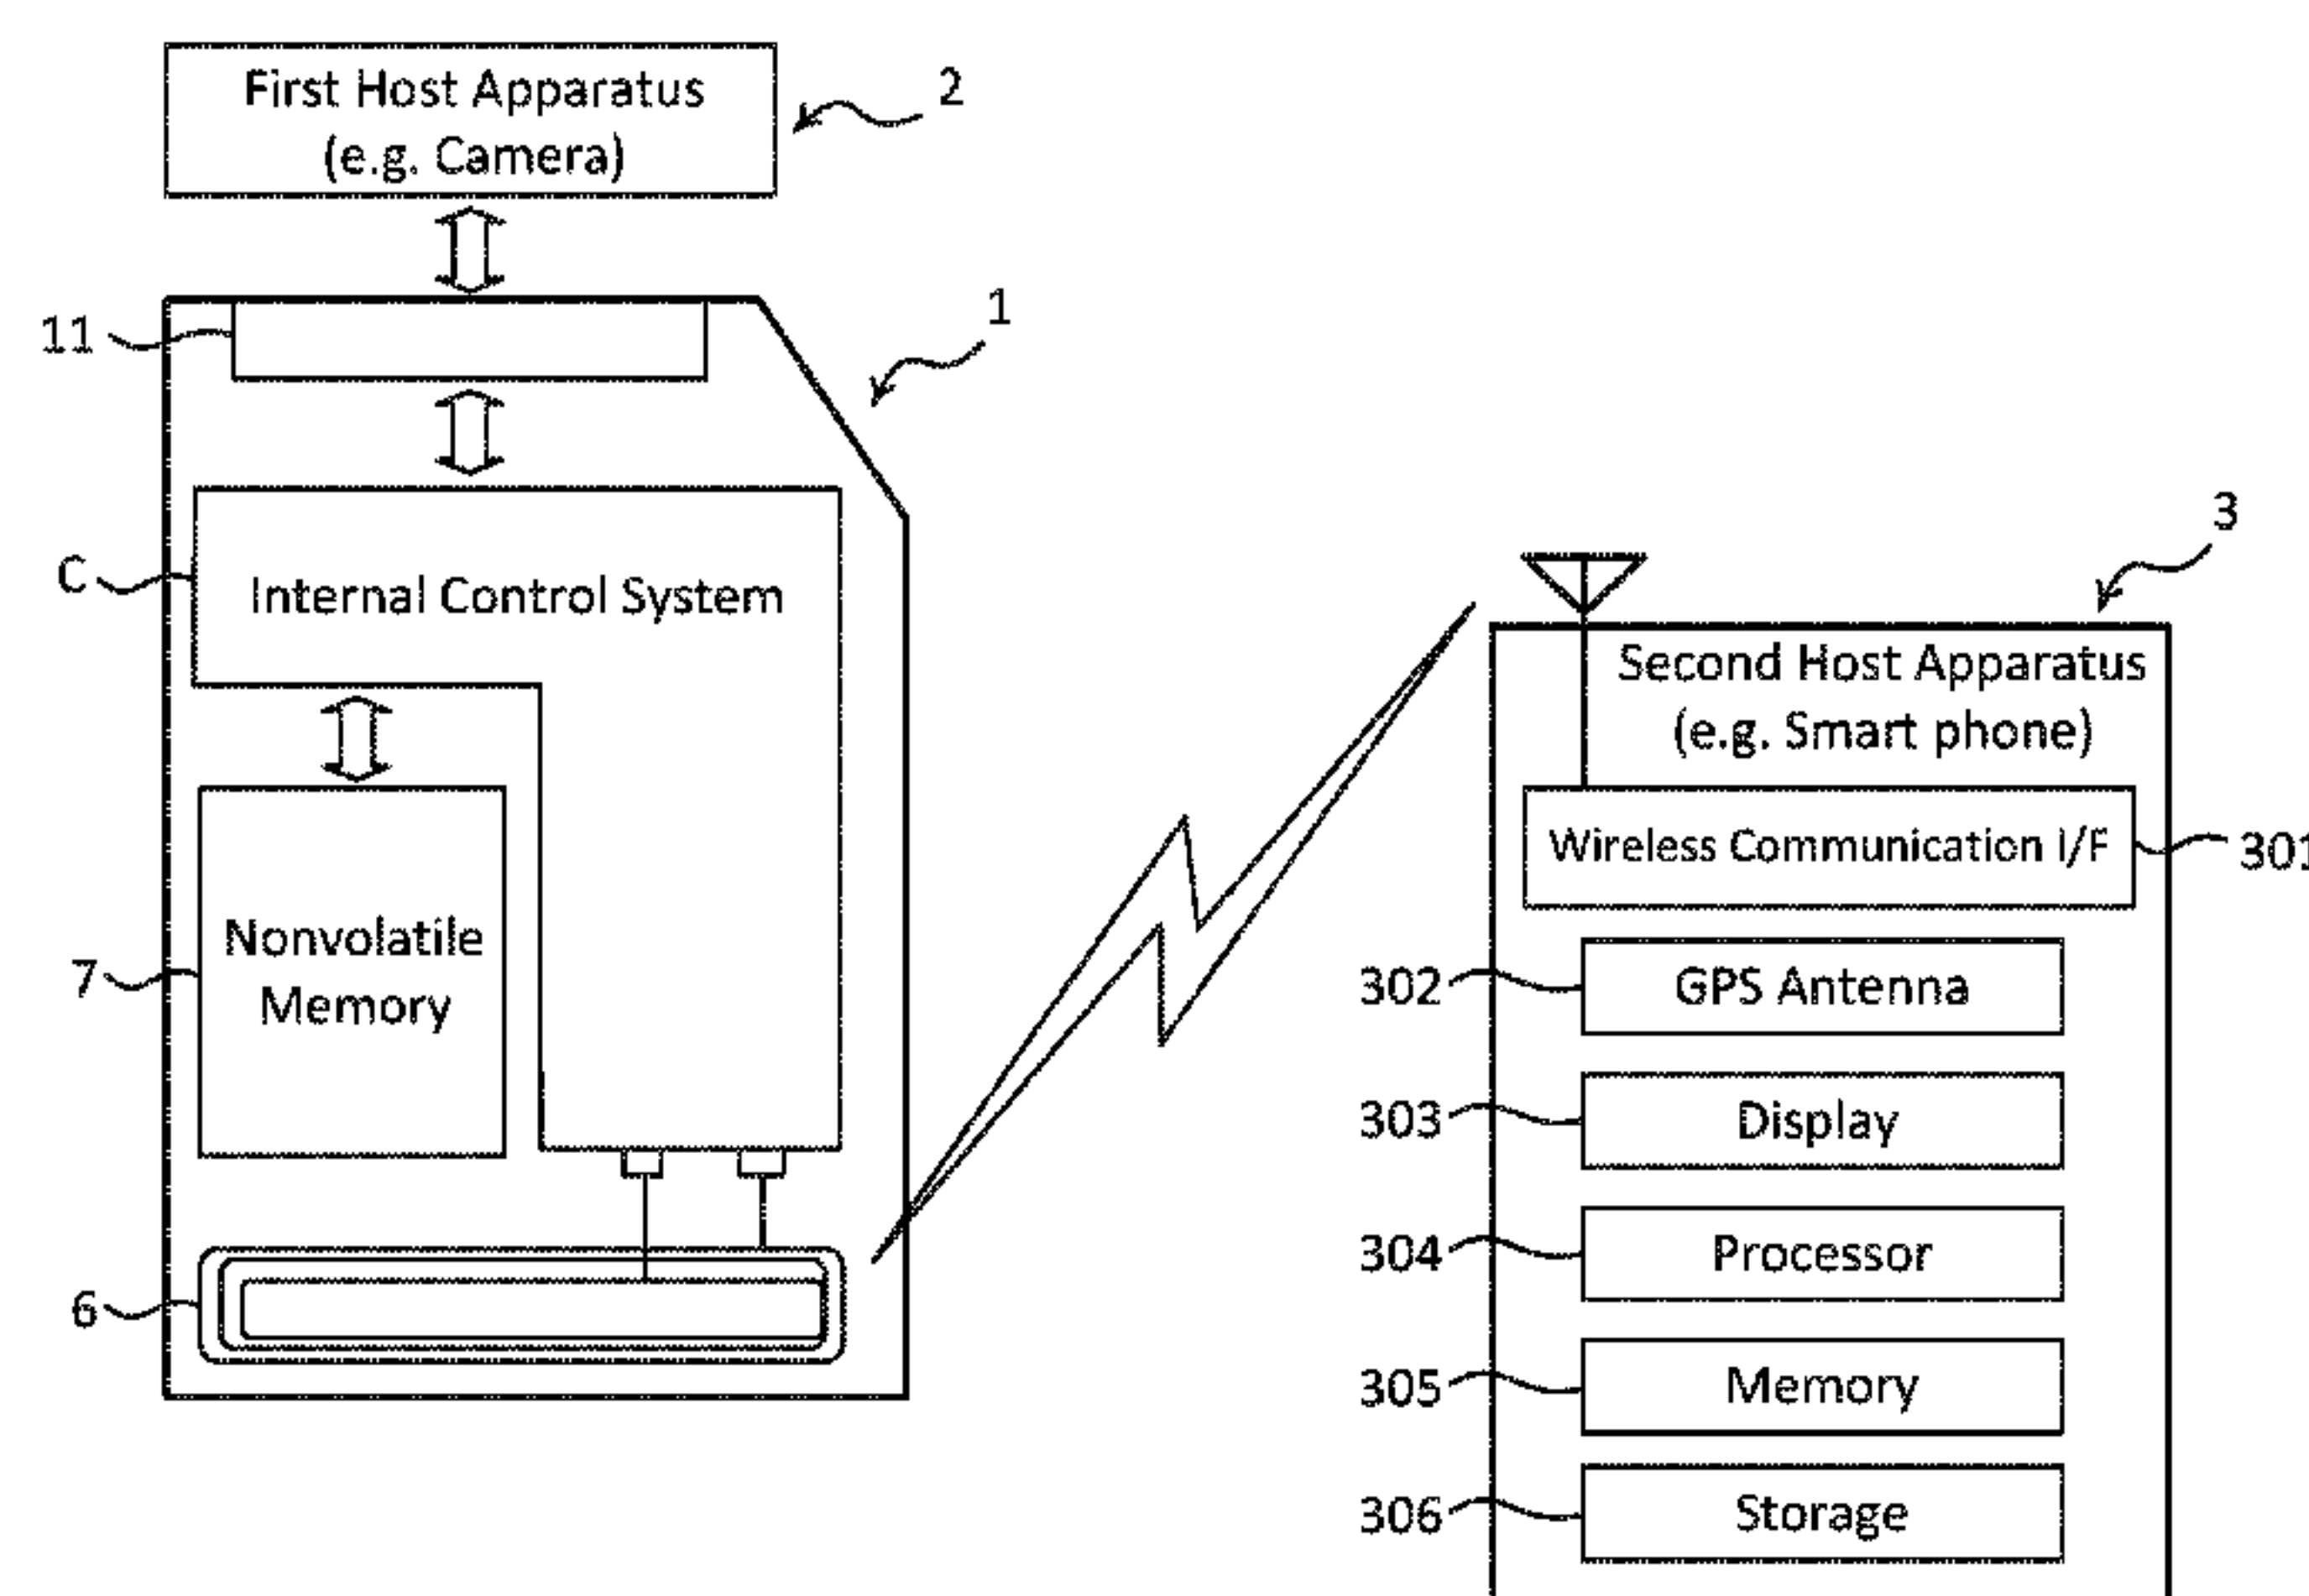 First Host Apparatus
(e.g. Camera)
2
11
1
C
Internal Control System
7
Nonvolatile
Memory
6
3
Second Host Apparatus
(e.g. Smart phone)
Wireless Communication I/F
301
302
GPS Antenna
303
Display
304
Processor
305
Memory
306
Storage